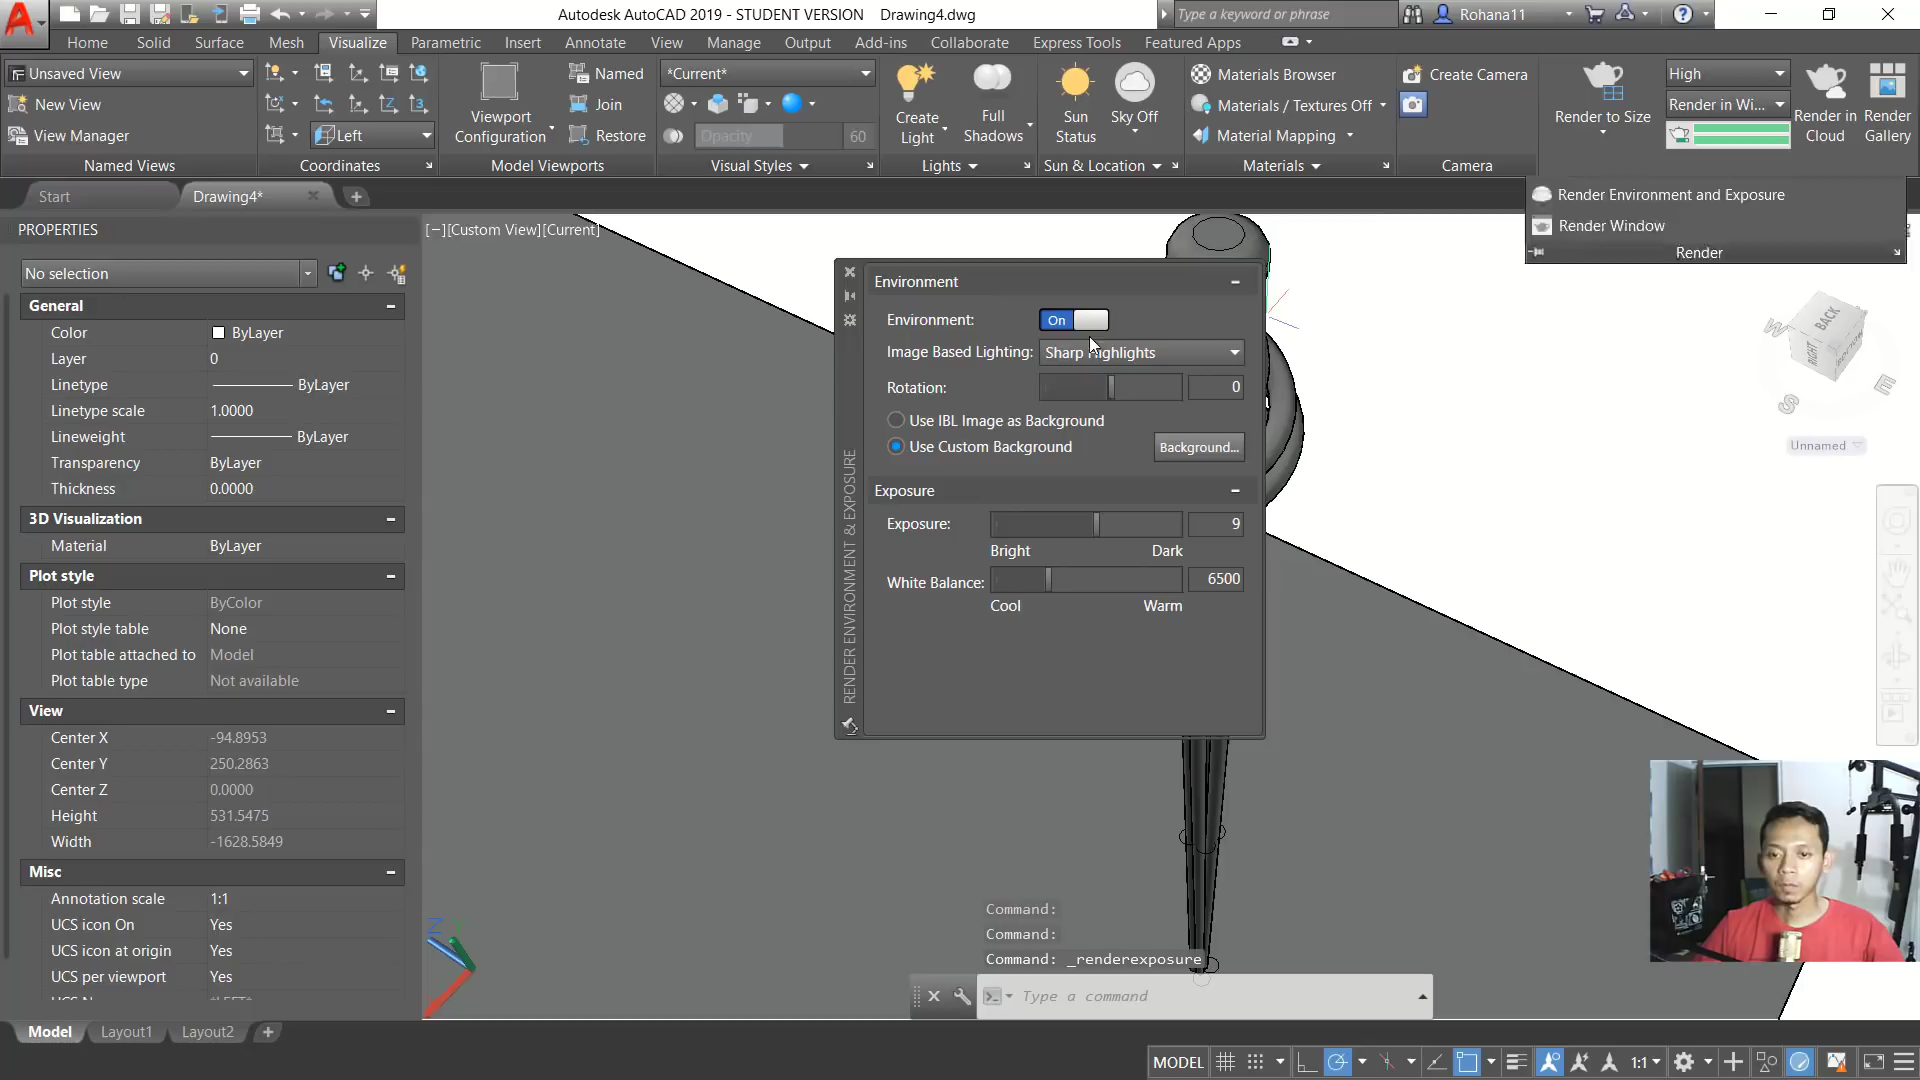 Autodesk AutoCAD 2019 - STUDENT VERSION Drawing4.dwg
Type a keyword or phrase
Rohana11
Home Solid Surface Mesh Visualize Parametric Insert Annotate View Manage Output Add-ins Collaborate Express Tools Featured Apps
Unsaved View
New View
View Manager
Named Views
Left
Coordinates
Viewport
Configuration
Named
Join
Restore
Model Viewports
*Current*
Opacity 60
Visual Styles
Create
Light
Full
Shadows
Lights
Sun
Status
Sky Off
Sun & Location
Materials Browser
Materials / Textures Off
Material Mapping
Materials
Create Camera
Camera
Render to Size
High
Render in Wi...
Render in
Cloud
Render
Gallery
Render Environment and Exposure
Render Window
Render
Start
Drawing4*
PROPERTIES
No selection
General
Color ByLayer
Layer 0
Linetype ByLayer
Linetype scale 1.0000
Lineweight ByLayer
Transparency ByLayer
Thickness 0.0000
3D Visualization
Material ByLayer
Plot style
Plot style ByColor
Plot style table None
Plot table attached to Model
Plot table type Not available
View
Center X -94.8953
Center Y 250.2863
Center Z 0.0000
Height 531.5475
Width -1628.5849
Misc
Annotation scale 1:1
UCS icon On Yes
UCS icon at origin Yes
UCS per viewport Yes
[−][Custom View][Current]
RENDER ENVIRONMENT & EXPOSURE
Environment
Environment: On
Image Based Lighting: Sharp Highlights
Rotation: 0
Use IBL Image as Background
Use Custom Background
Background...
Exposure
Exposure: 9
Bright Dark
White Balance: 6500
Cool Warm
BACK
RIGHT
BOTTOM
W
S
E
Unnamed
Z
Command:
Command:
Command: _renderexposure
Type a command
Model Layout1 Layout2
MODEL
1:1